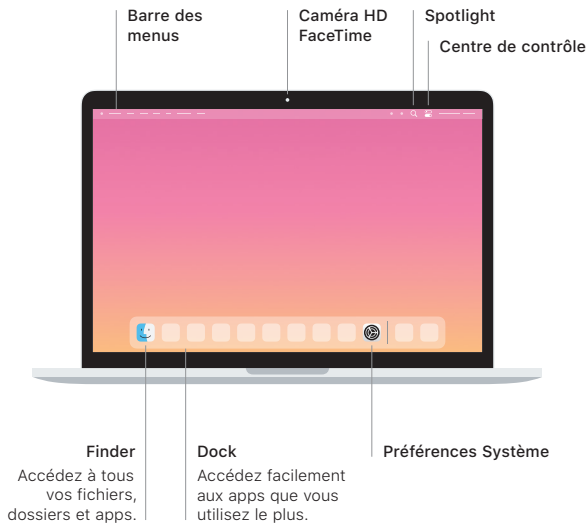 Barre des
menus
Caméra HD
FaceTime
Spotlight
Centre de contrôle
Finder
Accédez à tous
vos fichiers,
dossiers et apps.
Dock
Accédez facilement
aux apps que vous
utilisez le plus.
Préférences Système